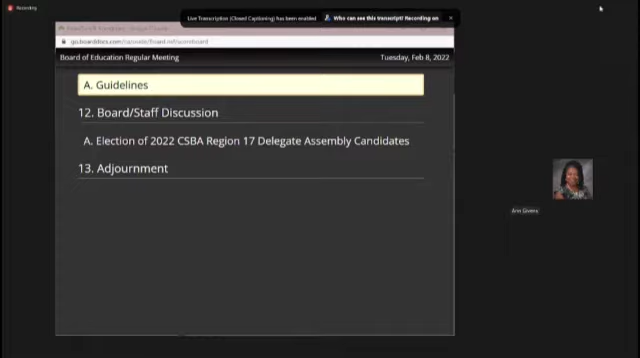 Recording
Live Transcription (Closed Captioning) has been enabled
Who can see this transcript? Recording on
Board of Education Regular Meeting
Tuesday, Feb 8, 2022
A. Guidelines
12. Board/Staff Discussion
A. Election of 2022 CSBA Region 17 Delegate Assembly Candidates
13. Adjournment
Ann Givens